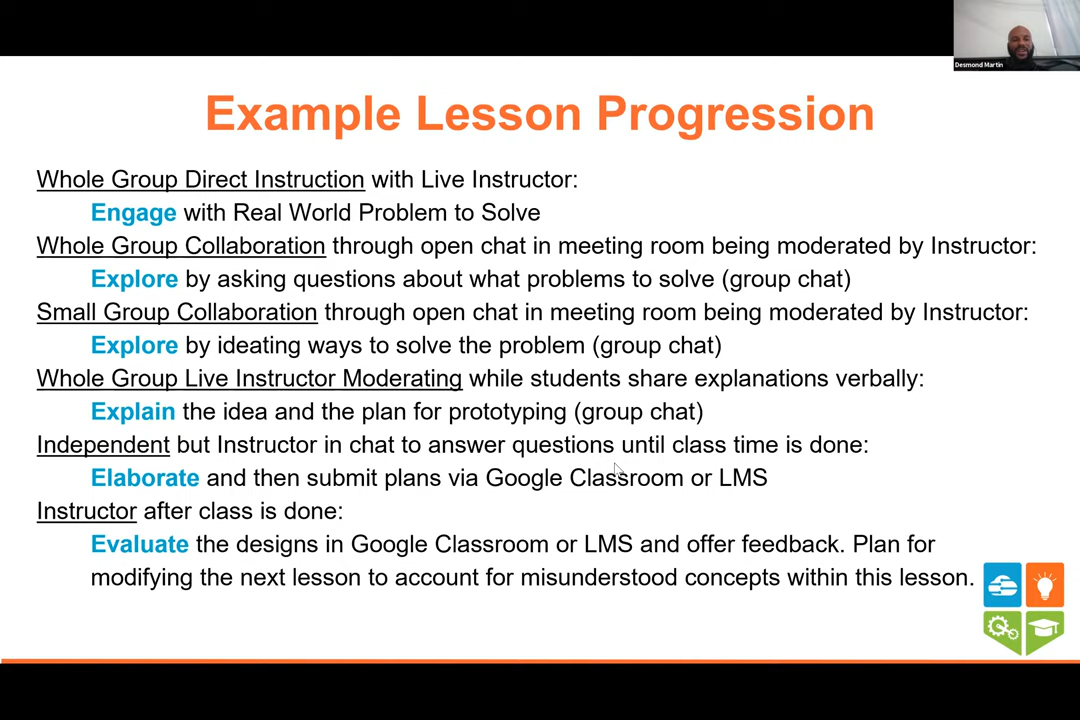 Desmond Martin
Example Lesson Progression
Whole Group Direct Instruction with Live Instructor:
Engage with Real World Problem to Solve
Whole Group Collaboration through open chat in meeting room being moderated by Instructor:
Explore by asking questions about what problems to solve (group chat)
Small Group Collaboration through open chat in meeting room being moderated by Instructor:
Explore by ideating ways to solve the problem (group chat)
Whole Group Live Instructor Moderating while students share explanations verbally:
Explain the idea and the plan for prototyping (group chat)
Independent but Instructor in chat to answer questions until class time is done:
Elaborate and then submit plans via Google Classroom or LMS
Instructor after class is done:
Evaluate the designs in Google Classroom or LMS and offer feedback. Plan for
modifying the next lesson to account for misunderstood concepts within this lesson.